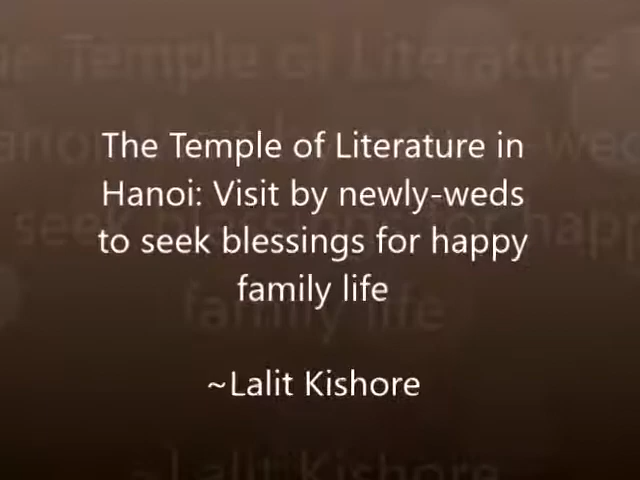 The Temple of Literature in
Hanoi: Visit by newly-weds
to seek blessings for happy
family life
~Lalit Kishore